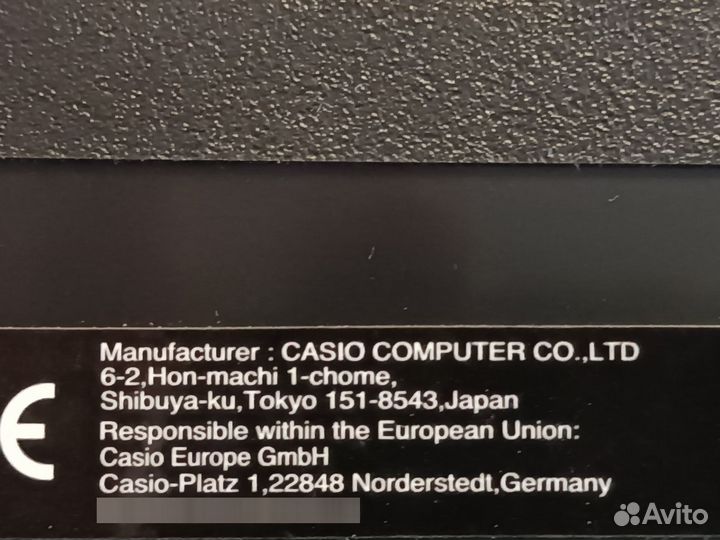 Manufacturer : CASIO COMPUTER CO.,LTD
6-2,Hon-machi 1-chome,
Shibuya-ku,Tokyo 151-8543,Japan
Responsible within the European Union:
Casio Europe GmbH
Casio-Platz 1,22848 Norderstedt,Germany
CE
Avito